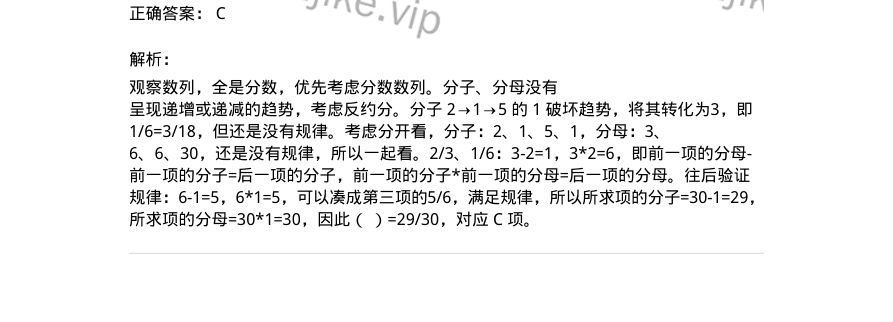 jike.vip
正确答案： C
解析：
观察数列，全是分数，优先考虑分数数列。分子、分母没有
呈现递增或递减的趋势，考虑反约分。分子 2→1→5 的 1 破坏趋势，将其转化为3，即
1/6=3/18，但还是没有规律。考虑分开看，分子：2、1、5、1，分母：3、
6、6、30，还是没有规律，所以一起看。2/3、1/6：3-2=1，3*2=6，即前一项的分母-
前一项的分子=后一项的分子，前一项的分子*前一项的分母=后一项的分母。往后验证
规律：6-1=5，6*1=5，可以凑成第三项的5/6，满足规律，所以所求项的分子=30-1=29，
所求项的分母=30*1=30，因此（ ）=29/30，对应 C 项。